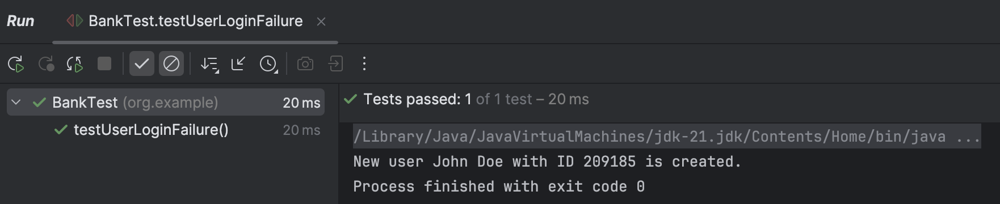 Run BankTest.testUserLoginFailure
BankTest (org.example) 20 ms
testUserLoginFailure() 20 ms
Tests passed: 1 of 1 test – 20 ms
/Library/Java/JavaVirtualMachines/jdk-21.jdk/Contents/Home/bin/java ...
New user John Doe with ID 209185 is created.
Process finished with exit code 0